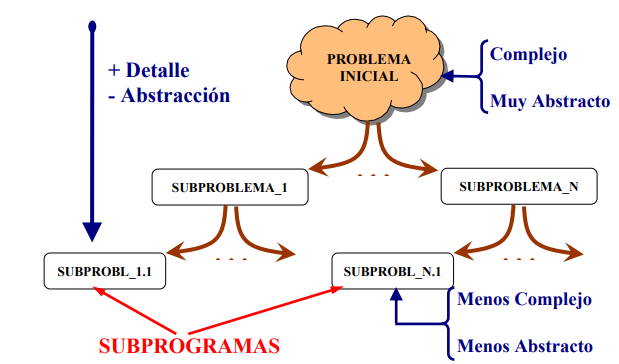 Complejo
PROBLEMA
INICIAL
+ Detalle
- Abstracción
Muy Abstracto
. . .
SUBPROBLEMA_1
SUBPROBLEMA_N
. . .
. . .
SUBPROBL_1.1
SUBPROBL_N.1
Menos Complejo
SUBPROGRAMAS
Menos Abstracto